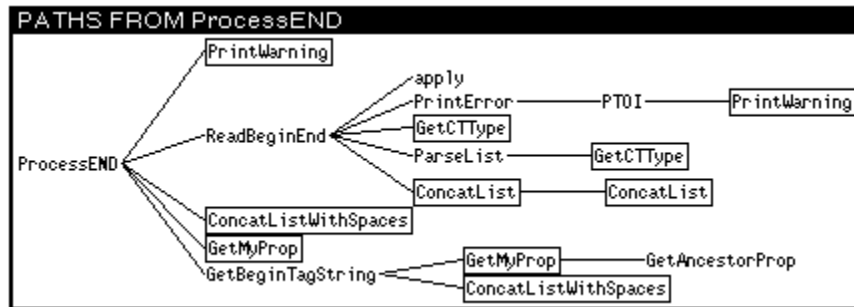 PATHS FROM ProcessEND
PrintWarning
apply
PrintError PTOI PrintWarning
GetCTType
ReadBeginEnd
ParseList GetCTType
ProcessEND
ConcatList ConcatList
ConcatListWithSpaces
GetMyProp
GetMyProp GetAncestorProp
GetBeginTagString
ConcatListWithSpaces